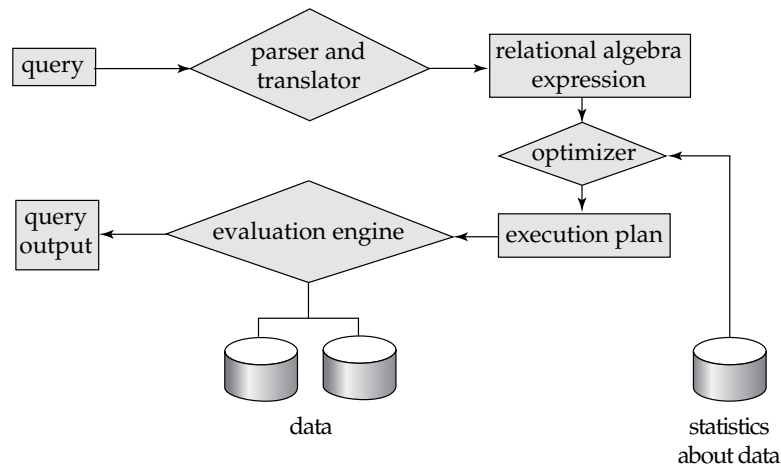 query
parser and
translator
relational algebra
expression
optimizer
query
output
evaluation engine
execution plan
data
statistics
about data